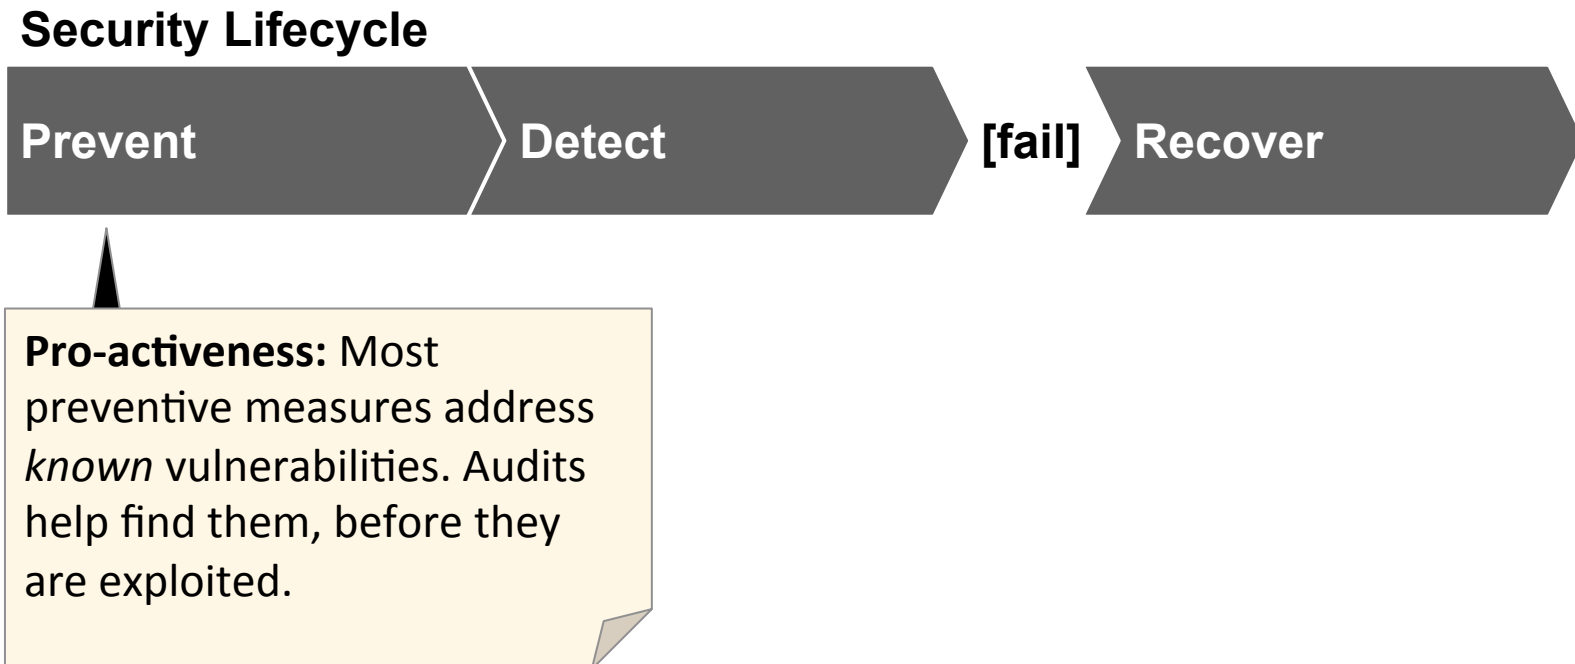 Security Lifecycle
Prevent
Detect
[fail]
Recover
Pro-activeness: Most
preventive measures address
known vulnerabilities. Audits
help find them, before they
are exploited.